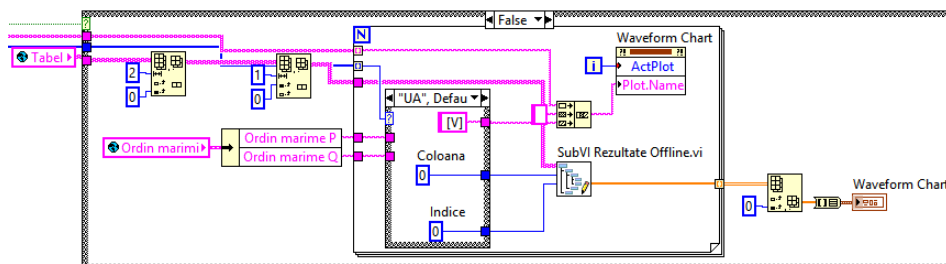 False
N
Waveform Chart
Tabel
i
ActPlot
Plot.Name
2
0
1
0
"UA", Defau
[V]
Ordin marime P
Ordin marimi
Ordin marime Q
Coloana
0
SubVI Rezultate Offline.vi
Indice
0
0
Waveform Chart